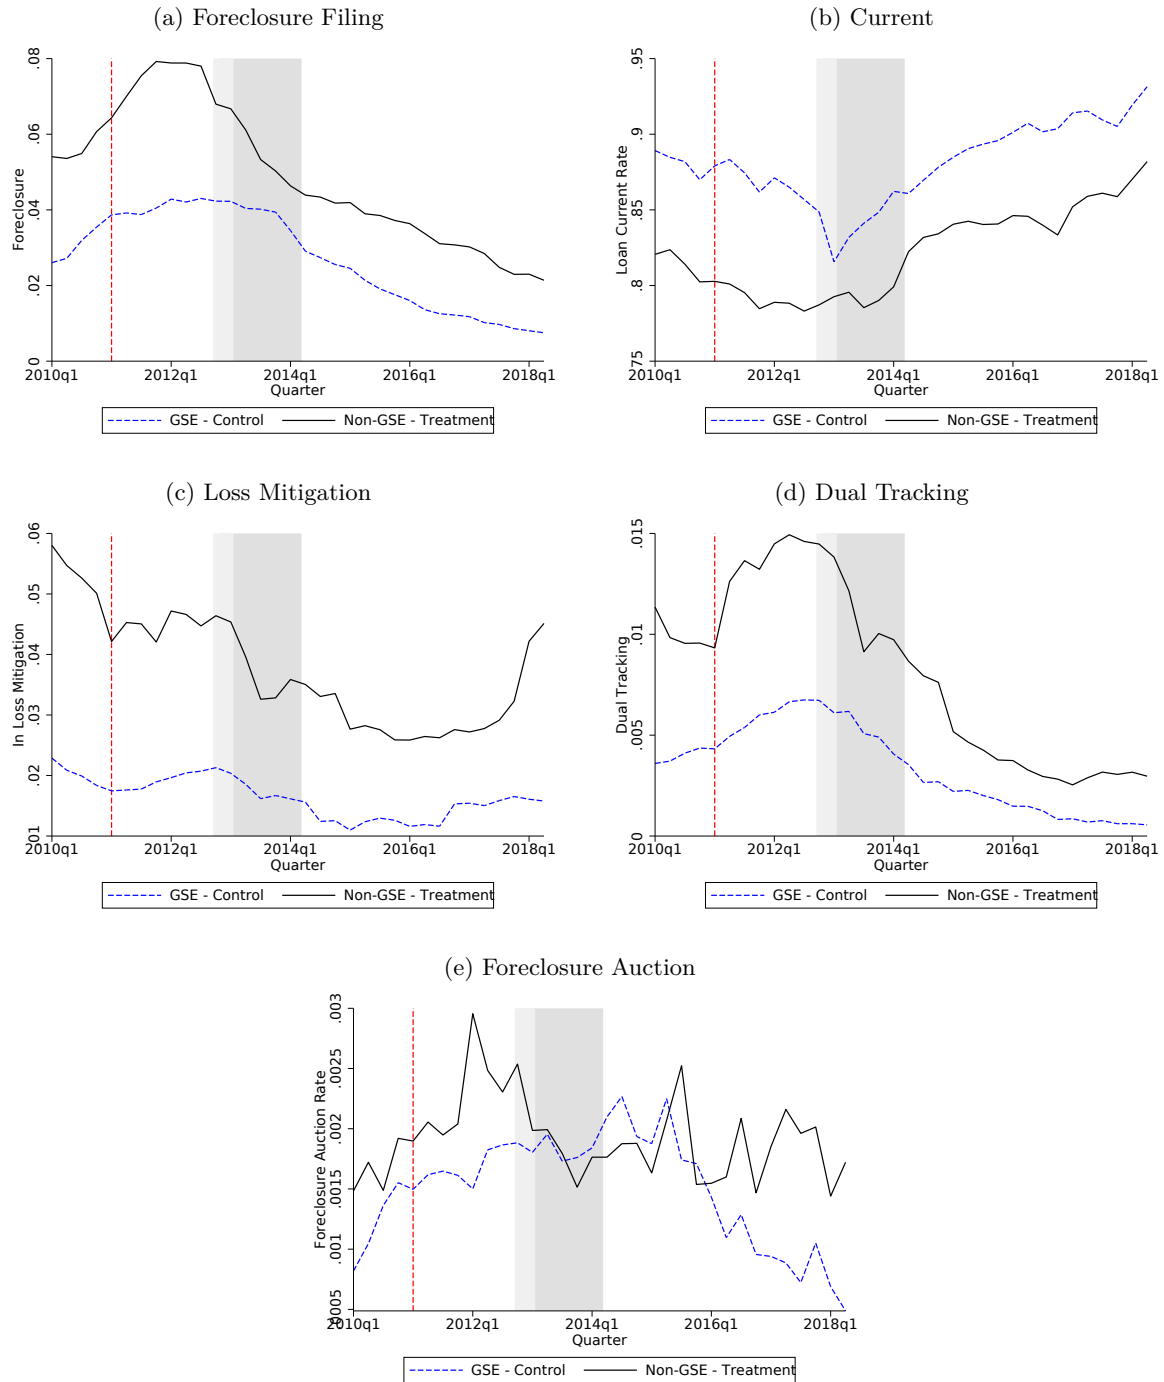 (a) Foreclosure Filing
Foreclosure
0 .02 .04 .06 .08
2010q1 2012q1 2014q1 2016q1 2018q1
Quarter
GSE - Control Non-GSE - Treatment
(b) Current
Loan Current Rate
.75 .8 .85 .9 .95
2010q1 2012q1 2014q1 2016q1 2018q1
Quarter
GSE - Control Non-GSE - Treatment
(c) Loss Mitigation
In Loss Mitigation
.01 .02 .03 .04 .05 .06
2010q1 2012q1 2014q1 2016q1 2018q1
Quarter
GSE - Control Non-GSE - Treatment
(d) Dual Tracking
Dual Tracking
0 .005 .01 .015
2010q1 2012q1 2014q1 2016q1 2018q1
Quarter
GSE - Control Non-GSE - Treatment
(e) Foreclosure Auction
Foreclosure Auction Rate
.0005 .001 .0015 .002 .0025 .003
2010q1 2012q1 2014q1 2016q1 2018q1
Quarter
GSE - Control Non-GSE - Treatment